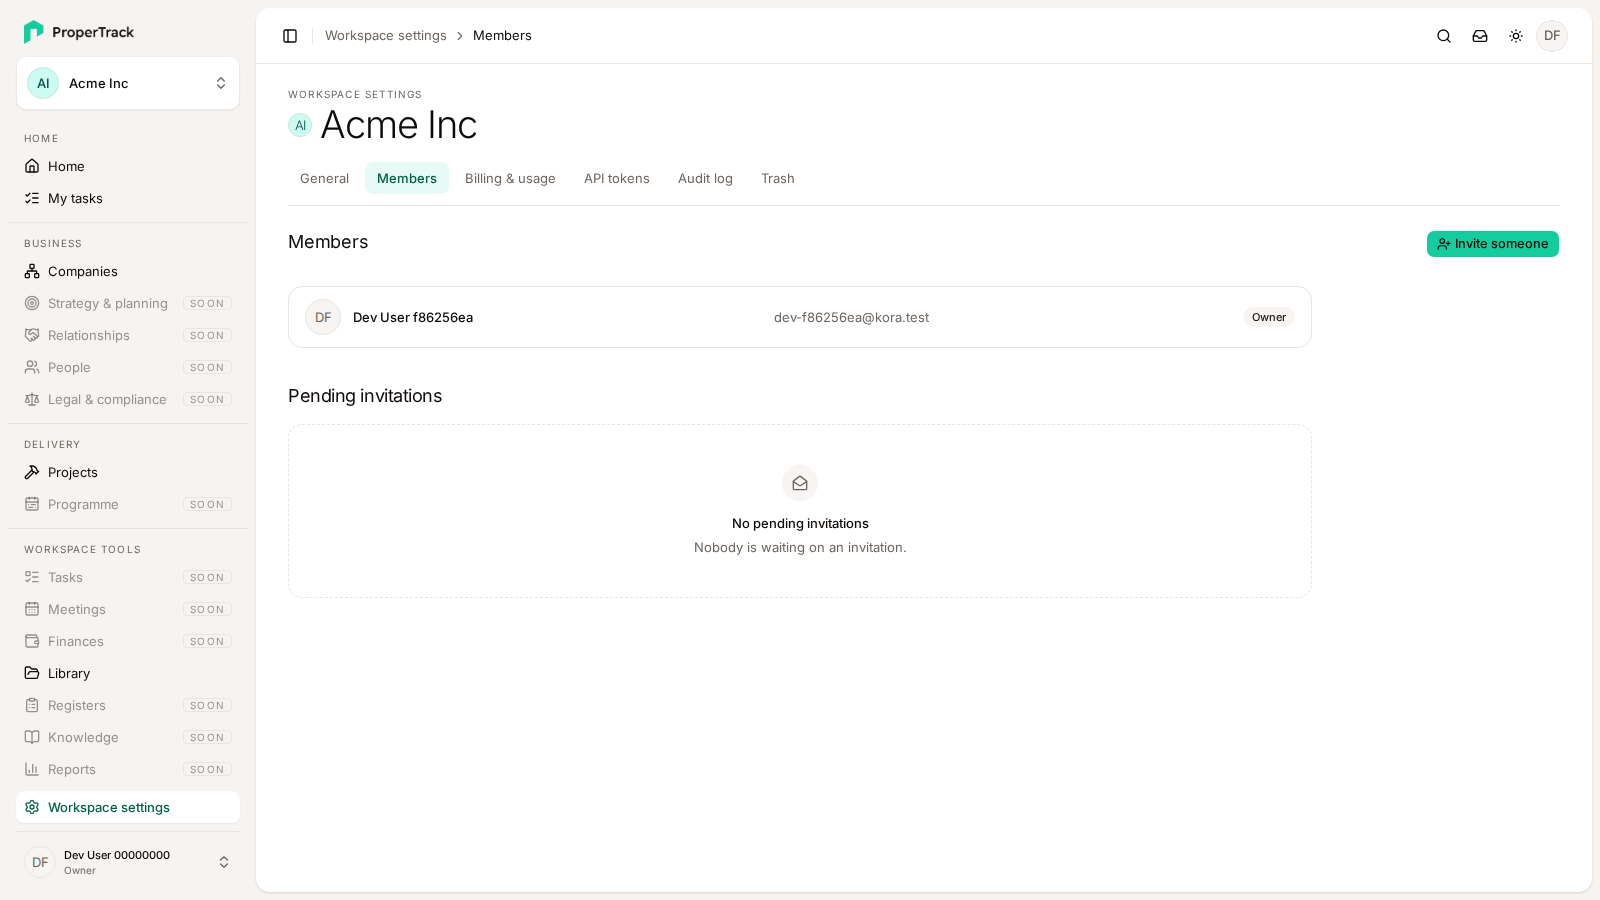 ProperTrack
AI Acme Inc
HOME
Home
My tasks
BUSINESS
Companies
Strategy & planning SOON
Relationships SOON
People SOON
Legal & compliance SOON
DELIVERY
Projects
Programme SOON
WORKSPACE TOOLS
Tasks SOON
Meetings SOON
Finances SOON
Library
Registers SOON
Knowledge SOON
Reports SOON
Workspace settings
DF Dev User 00000000
Owner
Workspace settings > Members
DF
WORKSPACE SETTINGS
AI Acme Inc
General Members Billing & usage API tokens Audit log Trash
Members
Invite someone
DF Dev User f86256ea dev-f86256ea@kora.test Owner
Pending invitations
No pending invitations
Nobody is waiting on an invitation.